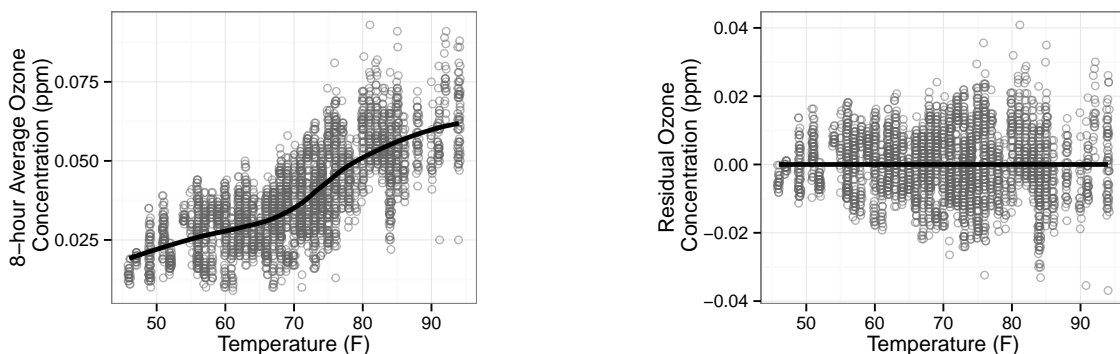 8−hour Average Ozone
Concentration (ppm)
0.075
0.050
0.025
50 60 70 80 90
Temperature (F)
Residual Ozone
Concentration (ppm)
0.04
0.02
0.00
−0.02
−0.04
50 60 70 80 90
Temperature (F)